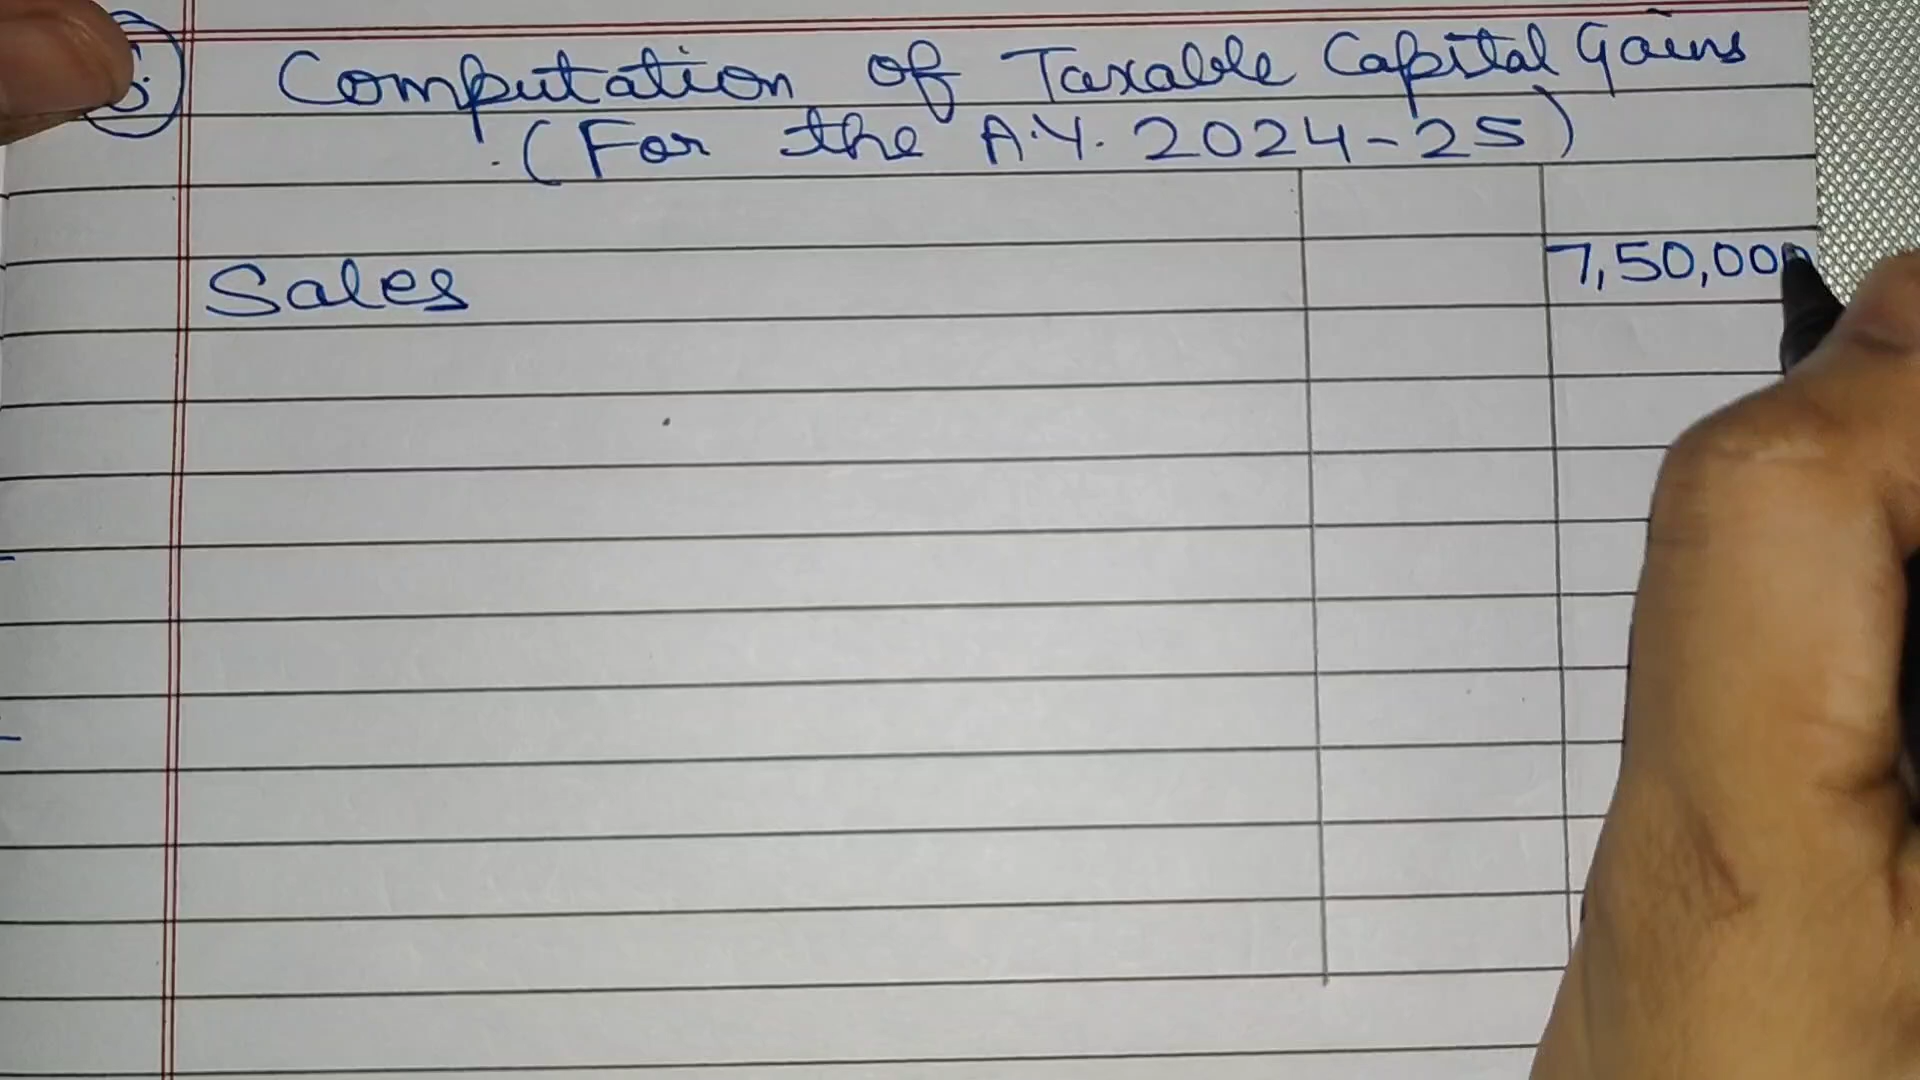 Computation of Taxable Capital Gains
(For the A.Y. 2024-25)
Sales 7,50,000